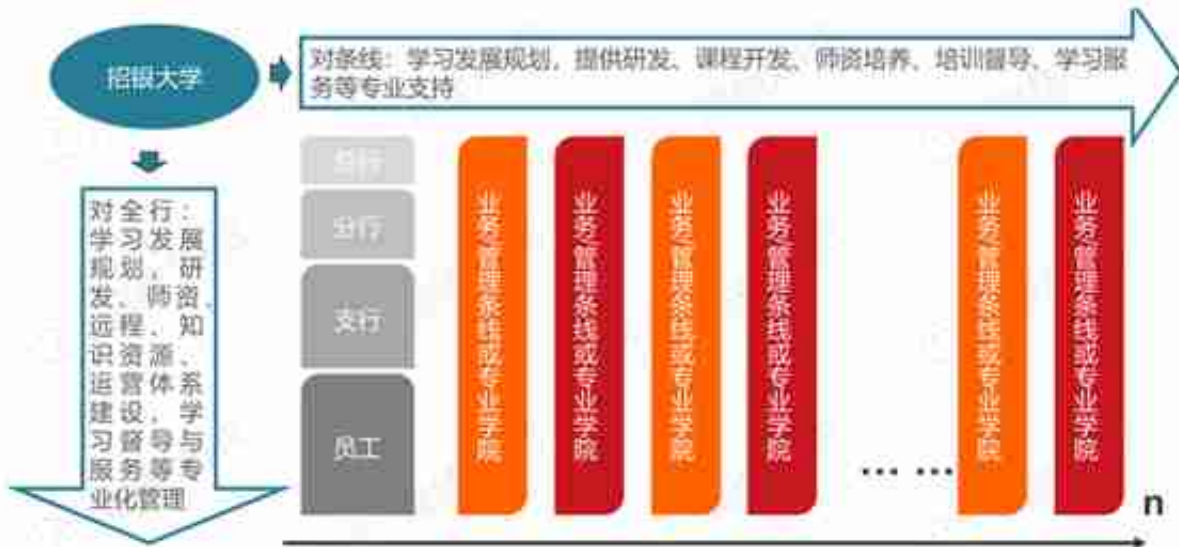 招银大学
对条线：学习发展规划，提供研发、课程开发、师资培养、培训督导、学习服
务等专业支持
对全行：
学习发展
规划，研
发、师资、
远程、知
识资源、
运营体系
建设，学
习督导与
服务等专
业化管理
总行
分行
支行
员工
业务管理条线或专业学院
业务管理条线或专业学院
业务管理条线或专业学院
业务管理条线或专业学院
... ...
业务管理条线或专业学院
业务管理条线或专业学院
n